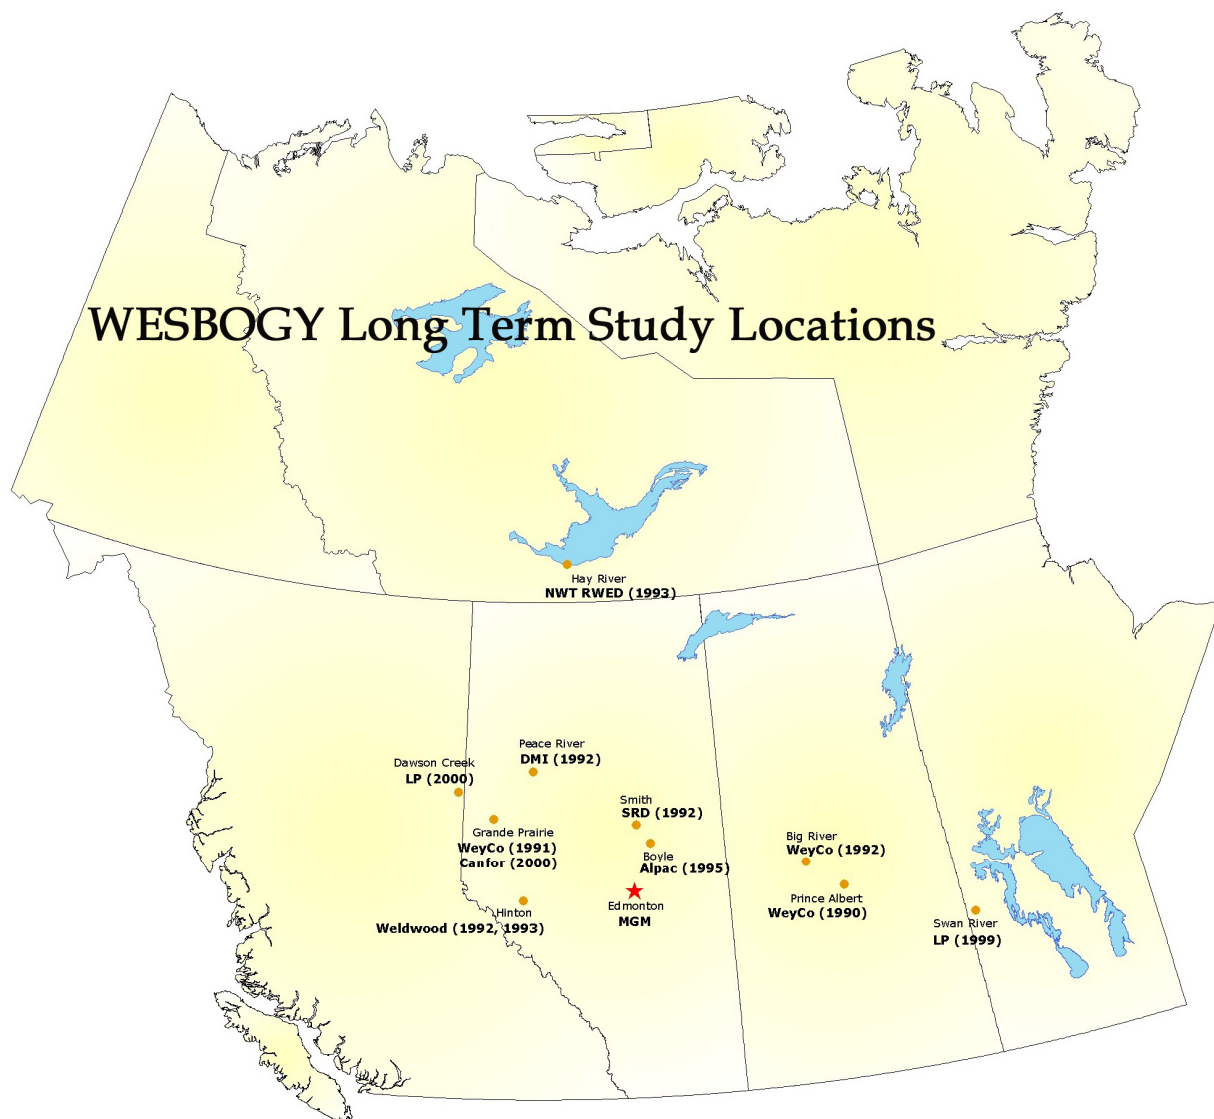 WESBOGY Long Term Study Locations
Hay River
NWT RWED (1993)
Peace River
DMI (1992)
Dawson Creek
LP (2000)
Smith
SRD (1992)
Grande Prairie
WeyCo (1991)
Canfor (2000)
Boyle
Alpac (1995)
Big River
WeyCo (1992)
Edmonton
MGM
Prince Albert
WeyCo (1990)
Hinton
Weldwood (1992, 1993)
Swan River
LP (1999)